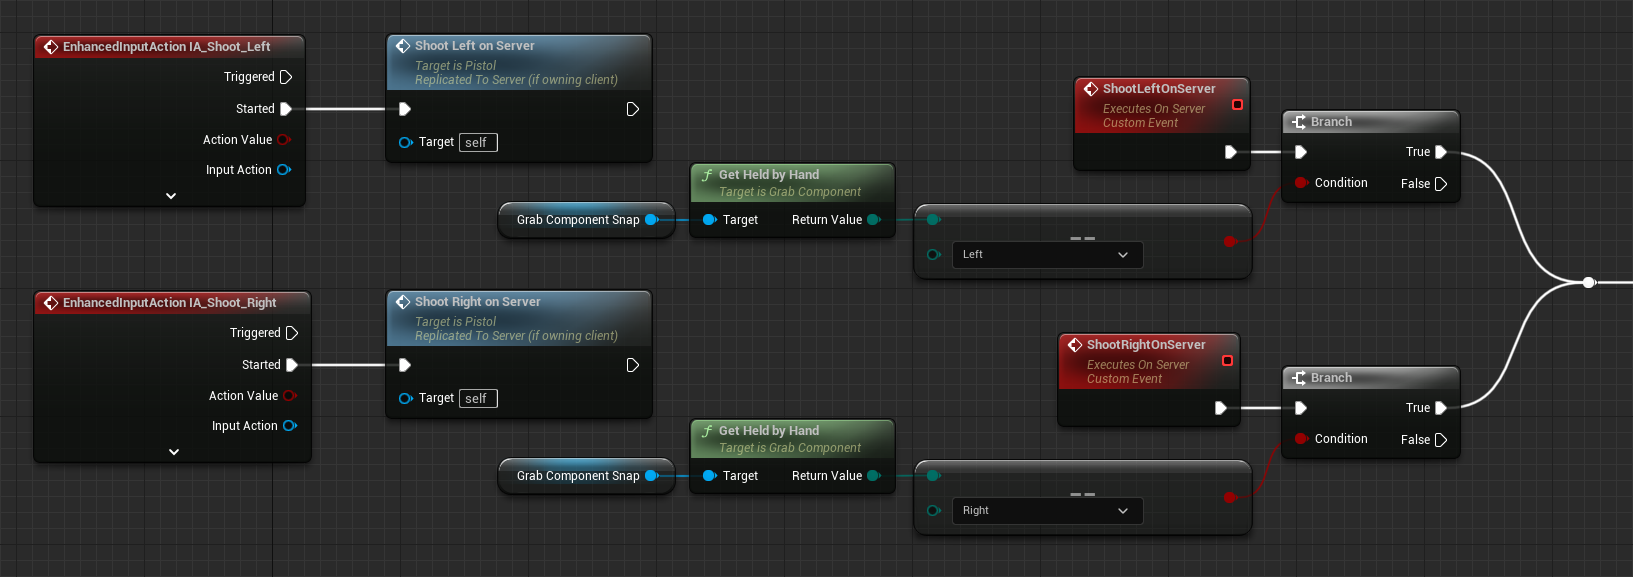 EnhancedInputAction IA_Shoot_Left
Triggered
Started
Action Value
Input Action
Shoot Left on Server
Target is Pistol
Replicated To Server (if owning client)
Target self
Grab Component Snap
Get Held by Hand
Target is Grab Component
Target Return Value
==
Left
ShootLeftOnServer
Executes On Server
Custom Event
Branch
True
Condition
False
EnhancedInputAction IA_Shoot_Right
Triggered
Started
Action Value
Input Action
Shoot Right on Server
Target is Pistol
Replicated To Server (if owning client)
Target self
Grab Component Snap
Get Held by Hand
Target is Grab Component
Target Return Value
==
Right
ShootRightOnServer
Executes On Server
Custom Event
Branch
True
Condition
False